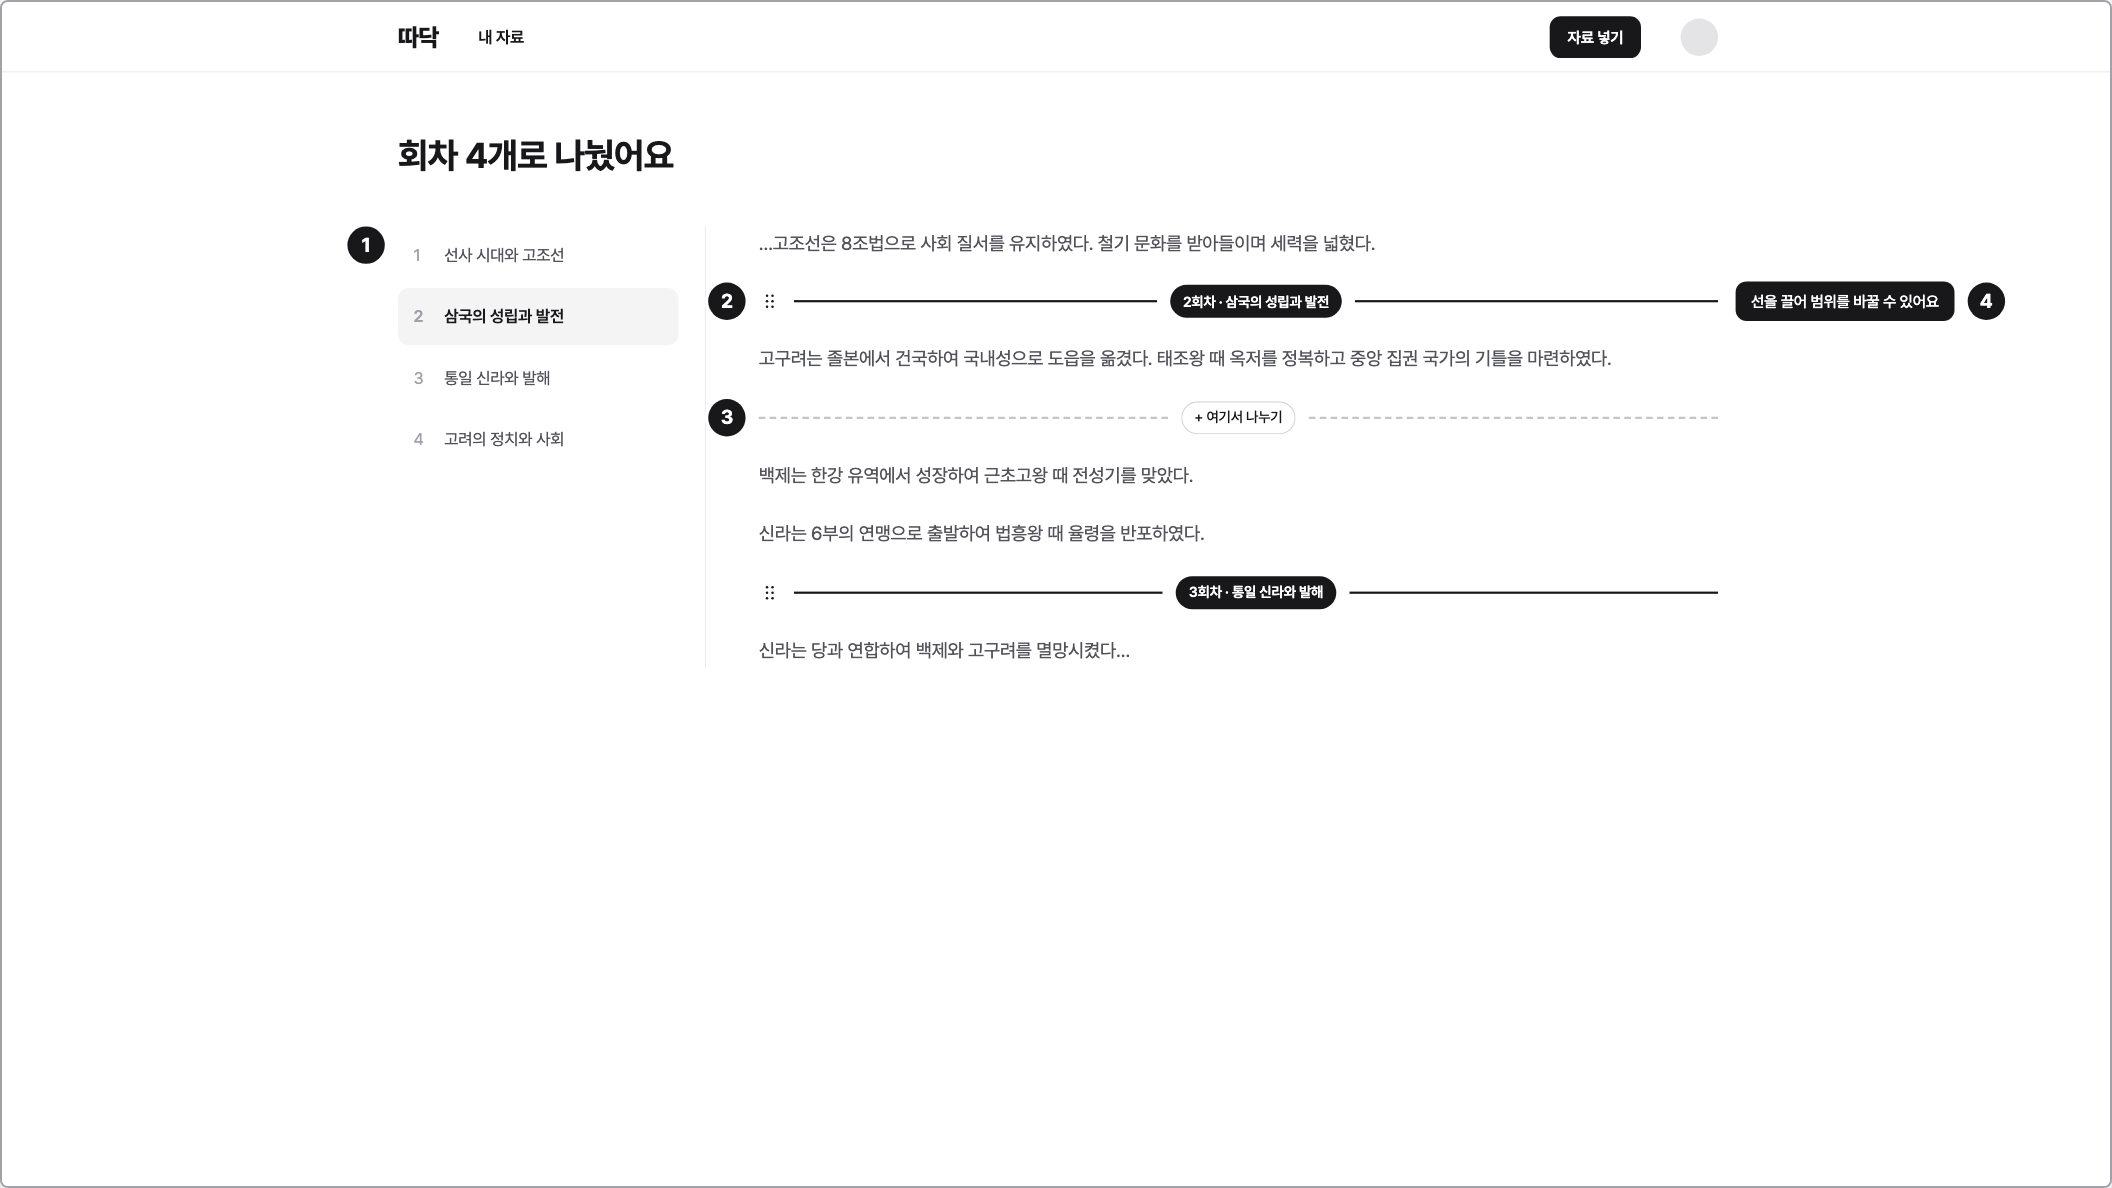 따닥
내 자료
자료 넣기
회차 4개로 나눴어요
1
1 선사 시대와 고조선
2 삼국의 성립과 발전
3 통일 신라와 발해
4 고려의 정치와 사회
...고조선은 8조법으로 사회 질서를 유지하였다. 철기 문화를 받아들이며 세력을 넓혔다.
2
2회차 · 삼국의 성립과 발전
선을 끌어 범위를 바꿀 수 있어요
4
고구려는 졸본에서 건국하여 국내성으로 도읍을 옮겼다. 태조왕 때 옥저를 정복하고 중앙 집권 국가의 기틀을 마련하였다.
3
+ 여기서 나누기
백제는 한강 유역에서 성장하여 근초고왕 때 전성기를 맞았다.
신라는 6부의 연맹으로 출발하여 법흥왕 때 율령을 반포하였다.
3회차 · 통일 신라와 발해
신라는 당과 연합하여 백제와 고구려를 멸망시켰다...